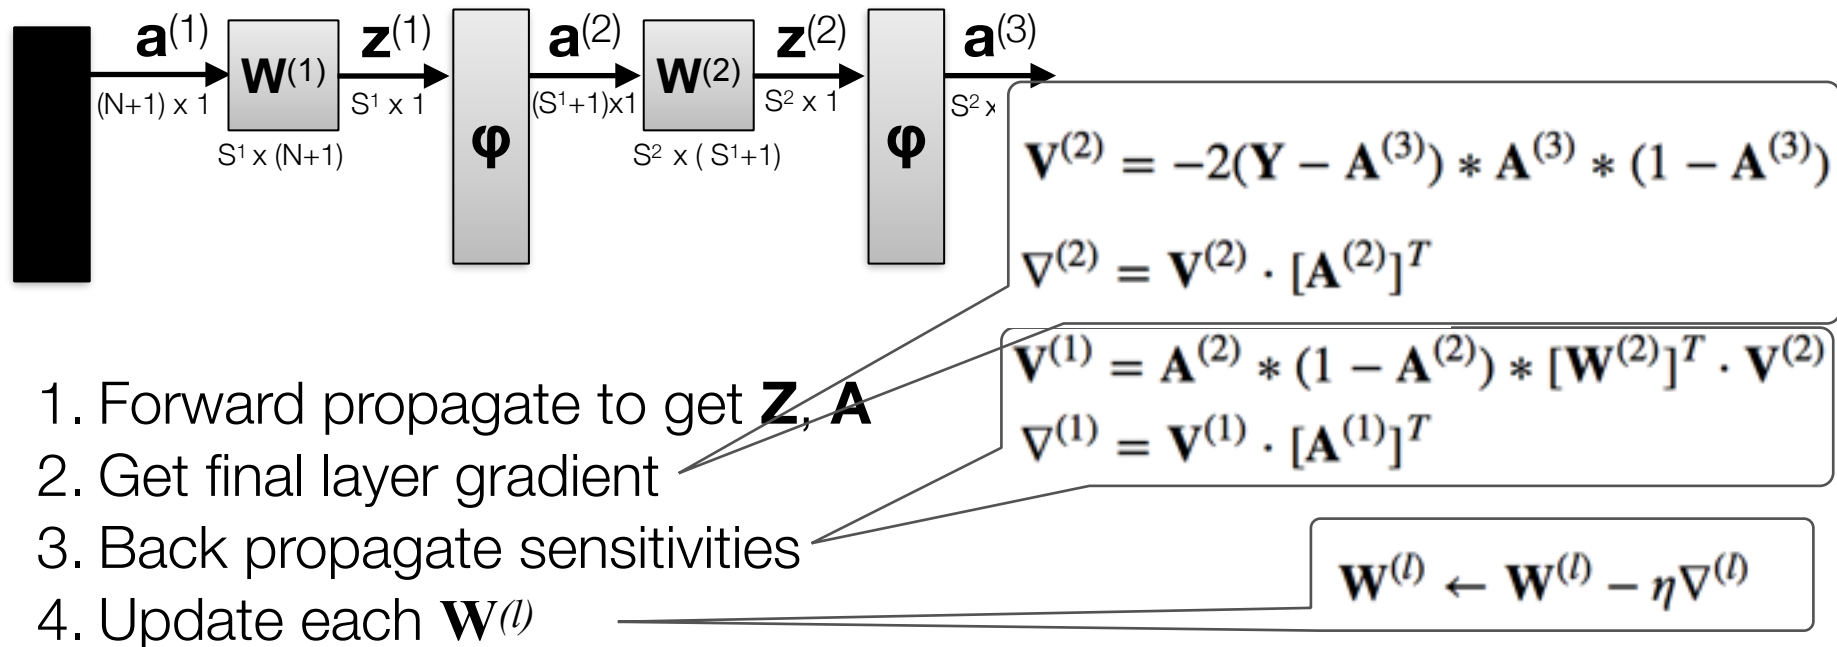 a⁽¹⁾ z⁽¹⁾ a⁽²⁾ z⁽²⁾ a⁽³⁾
W⁽¹⁾ W⁽²⁾
(N+1) x 1 S¹ x 1 (S¹+1)x1 S² x 1 S² x
S¹ x (N+1) φ S² x ( S¹+1) φ
V⁽²⁾ = −2(Y − A⁽³⁾) ∗ A⁽³⁾ ∗ (1 − A⁽³⁾)
∇⁽²⁾ = V⁽²⁾ · [A⁽²⁾]ᵀ
V⁽¹⁾ = A⁽²⁾ ∗ (1 − A⁽²⁾) ∗ [W⁽²⁾]ᵀ · V⁽²⁾
∇⁽¹⁾ = V⁽¹⁾ · [A⁽¹⁾]ᵀ
1. Forward propagate to get Z, A
2. Get final layer gradient
3. Back propagate sensitivities
4. Update each W⁽ˡ⁾
W⁽ˡ⁾ ← W⁽ˡ⁾ − η∇⁽ˡ⁾